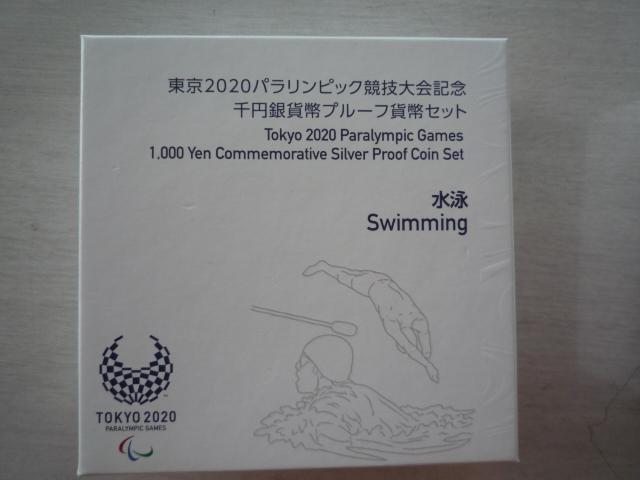 東京2020パラリンピック競技大会記念
千円銀貨幣プルーフ貨幣セット
Tokyo 2020 Paralympic Games
1,000 Yen Commemorative Silver Proof Coin Set
水泳
Swimming
TOKYO 2020
PARALYMPIC GAMES